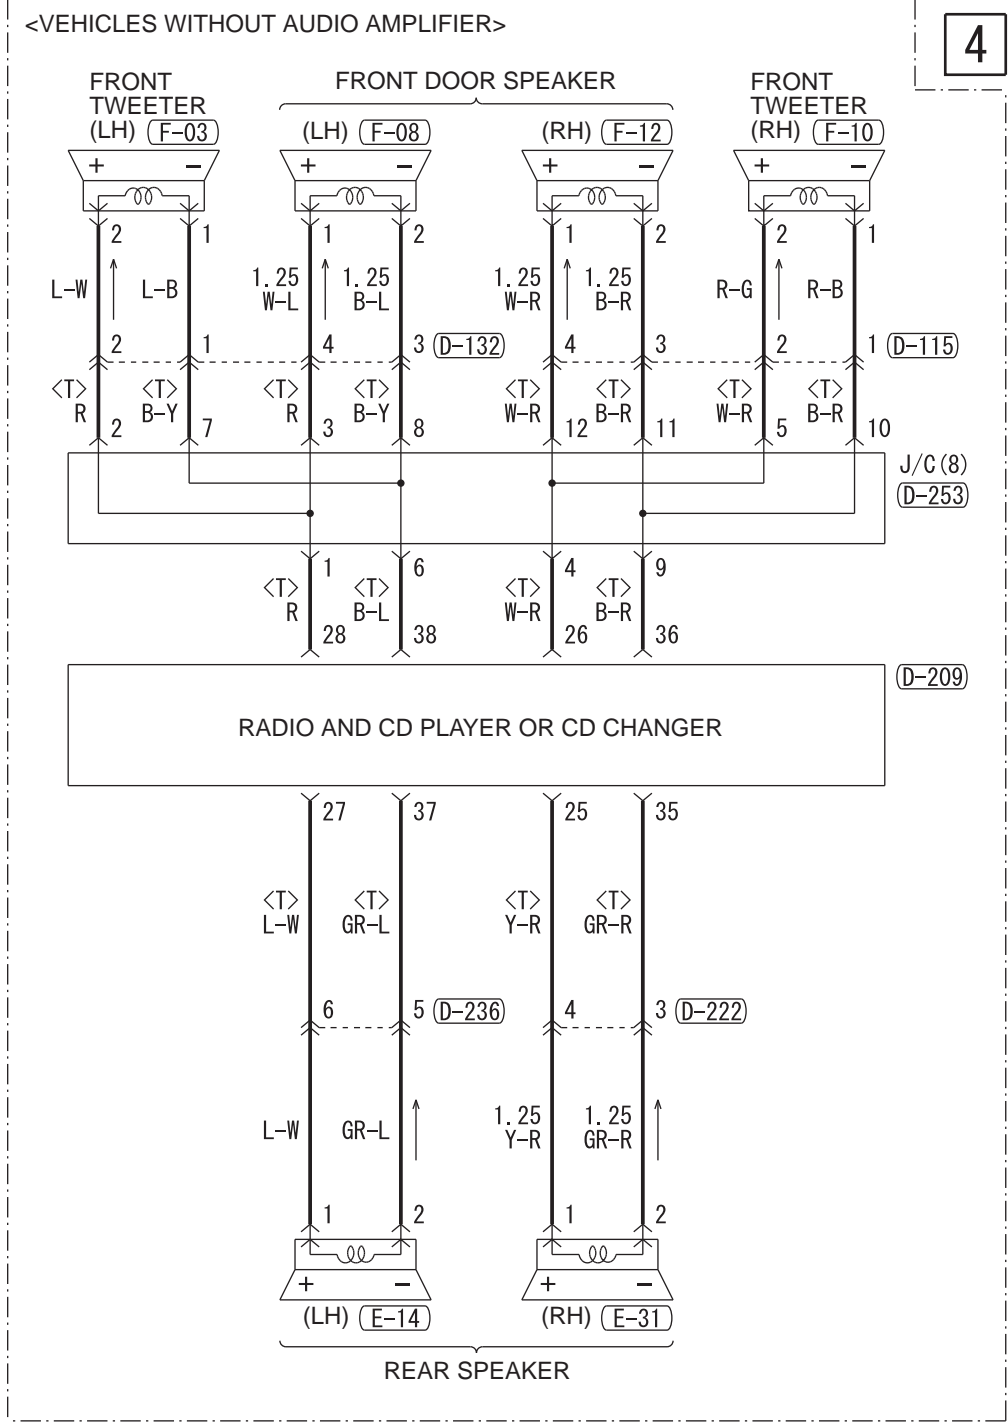 <VEHICLES WITHOUT AUDIO AMPLIFIER>
4
FRONT DOOR SPEAKER
FRONT
TWEETER
(LH) F-03
(LH) F-08
(RH) F-12
FRONT
TWEETER
(RH) F-10
+ − + − + − + −
2 1 1 2 1 2 2 1
L-W L-B 1.25 W-L 1.25 B-L 1.25 W-R 1.25 B-R R-G R-B
2 1 4 3 D-132 4 3 2 1 D-115
<T> <T> <T> <T> <T> <T> <T> <T>
R B-Y R B-Y W-R B-R W-R B-R
2 7 3 8 12 11 5 10
J/C(8)
D-253
1 6 4 9
<T> <T> <T> <T>
R B-L W-R B-R
28 38 26 36
D-209
RADIO AND CD PLAYER OR CD CHANGER
27 37 25 35
<T> <T> <T> <T>
L-W GR-L Y-R GR-R
6 5 D-236 4 3 D-222
1.25 1.25
L-W GR-L Y-R GR-R
1 2 1 2
+ − + −
(LH) E-14 (RH) E-31
REAR SPEAKER